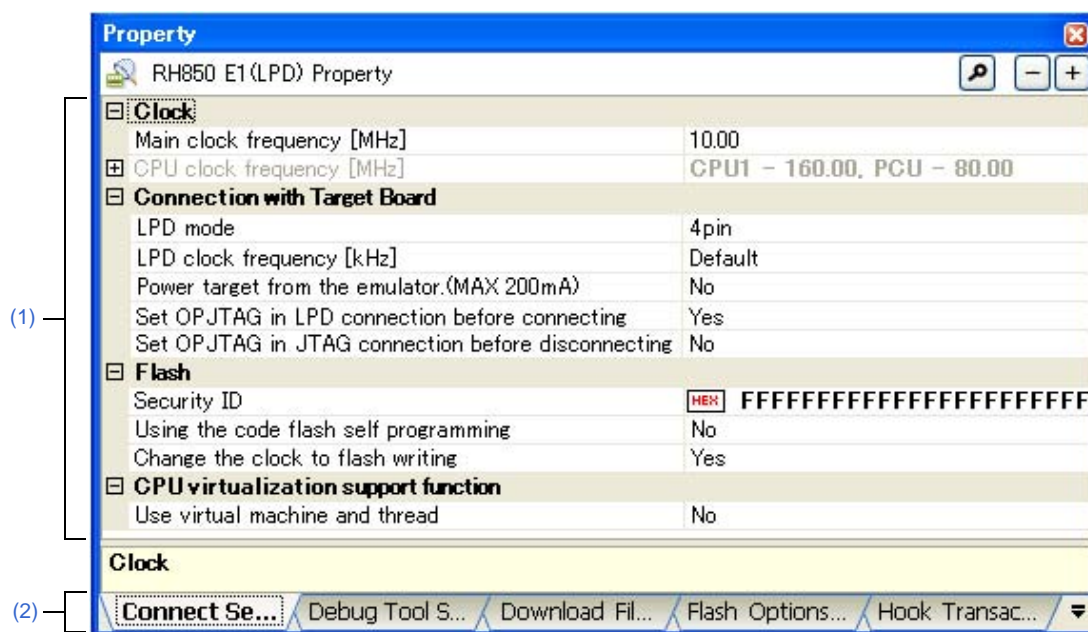 Property
RH850 E1(LPD) Property
(1)
Clock
Main clock frequency [MHz] 10.00
CPU clock frequency [MHz] CPU1 - 160.00, PCU - 80.00
Connection with Target Board
LPD mode 4pin
LPD clock frequency [kHz] Default
Power target from the emulator.(MAX 200mA) No
Set OPJTAG in LPD connection before connecting Yes
Set OPJTAG in JTAG connection before disconnecting No
Flash
Security ID HEX FFFFFFFFFFFFFFFFFFFFFFF
Using the code flash self programming No
Change the clock to flash writing Yes
CPU virtualization support function
Use virtual machine and thread No
Clock
(2)
Connect Se... Debug Tool S... Download Fil... Flash Options... Hook Transac...